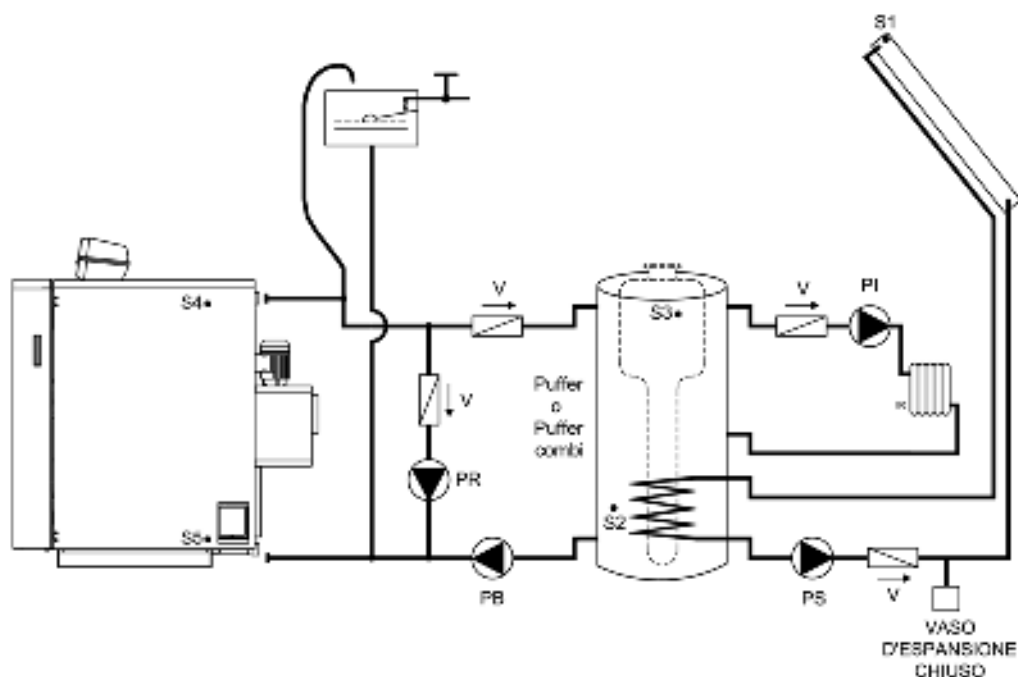 S1
V
PI
V
S4
S3
Puffer
o
Puffer
combi
V
R
PR
S2
S5
PB
PS
V
VASO
D'ESPANSIONE
CHIUSO